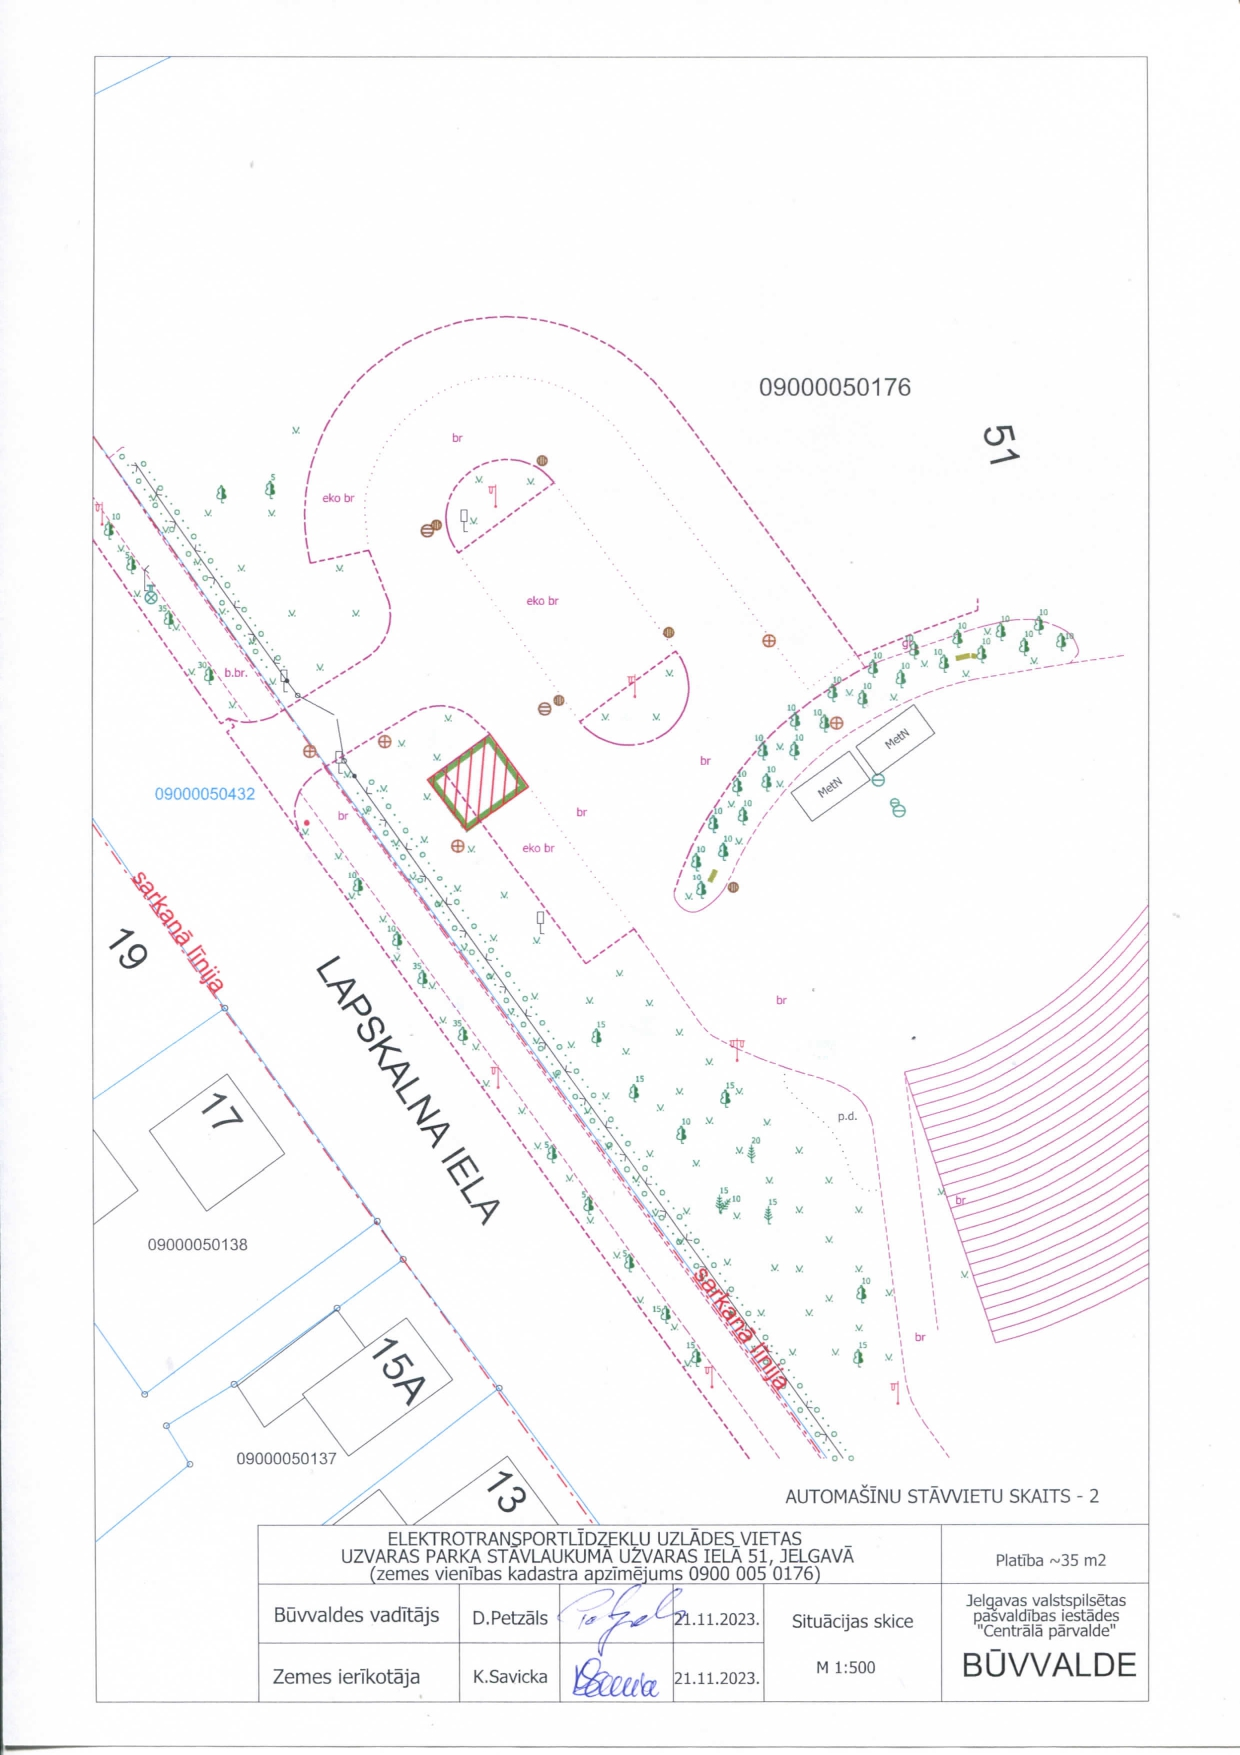 09000050176
51
br
eko br
eko br
b.br.
gr
MetN
MetN
br
09000050432
br
br
eko br
sarkanā līnija
19
LAPSKALNA IELA
br
17
p.d.
br
09000050138
sarkanā līnija
br
15A
09000050137
13
AUTOMAŠĪNU STĀVVIETU SKAITS - 2
ELEKTROTRANSPORTLĪDZEKĻU UZLĀDES VIETAS
UZVARAS PARKA STĀVLAUKUMĀ UZVARAS IELĀ 51, JELGAVĀ
(zemes vienības kadastra apzīmējums 0900 005 0176)
Platība ~35 m2
Būvvaldes vadītājs D.Petzāls 21.11.2023.
Zemes ierīkotāja K.Savicka 21.11.2023.
Situācijas skice
M 1:500
Jelgavas valstspilsētas
pašvaldības iestādes
"Centrālā pārvalde"
BŪVVALDE